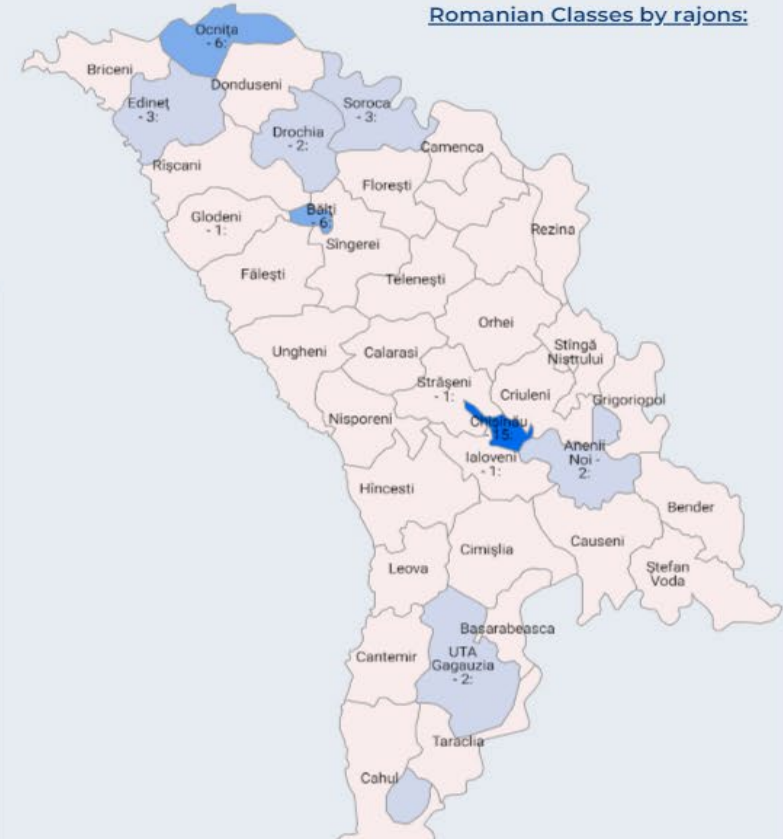 Romanian Classes by rajons:
Ocnița
- 6:
Briceni
Donduseni
Edineț
- 3:
Soroca
- 3:
Drochia
- 2:
Camenca
Rîșcani
Florești
Glodeni
- 1:
Bălți
- 6:
Rezina
Sîngerei
Fălești
Telenești
Orhei
Ungheni
Calarasi
Stîngă
Nistrului
Strășeni
- 1:
Criuleni
Grigoriopol
Nisporeni
Chișinău
15:
Anenii
Noi -
2:
Ialoveni
- 1:
Hîncesti
Bender
Causeni
Cimișlia
Leova
Ștefan
Voda
Basarabeasca
Cantemir
UTA
Gagauzia
- 2:
Taraclia
Cahul